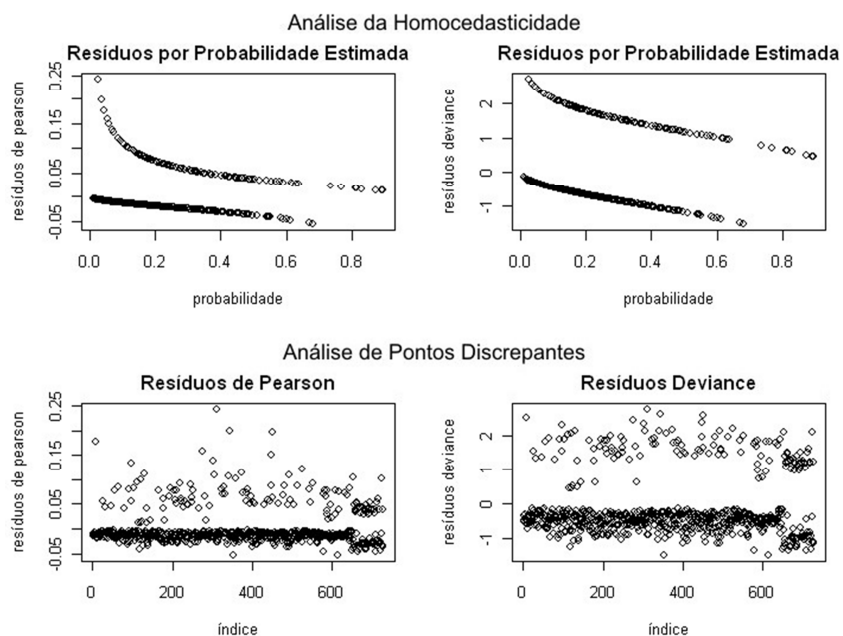 Análise da Homocedasticidade
Resíduos por Probabilidade Estimada
resíduos de pearson
-0.05 0.05 0.15 0.25
0.0 0.2 0.4 0.6 0.8
probabilidade
Resíduos por Probabilidade Estimada
resíduos deviance
-1 0 1 2
0.0 0.2 0.4 0.6 0.8
probabilidade
Análise de Pontos Discrepantes
Resíduos de Pearson
resíduos de pearson
-0.05 0.05 0.15 0.25
0 200 400 600
índice
Resíduos Deviance
resíduos deviance
-1 0 1 2
0 200 400 600
índice